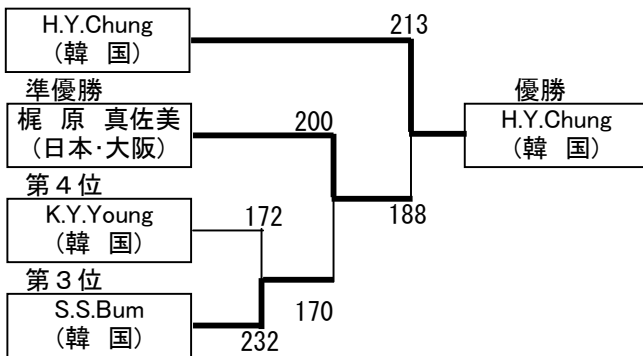 H.Y.Chung
(韓　国)
213
準優勝
梶　原　真佐美
(日本・大阪)
200
優勝
H.Y.Chung
(韓　国)
第４位
K.Y.Young
(韓　国)
172
188
第３位
S.S.Bum
(韓　国)
170
232